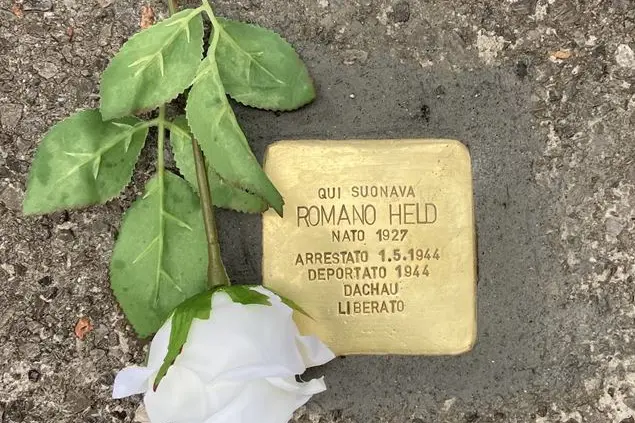 QUI SUONAVA
ROMANO HELD
NATO 1927
ARRESTATO 1.5.1944
DEPORTATO 1944
DACHAU
LIBERATO